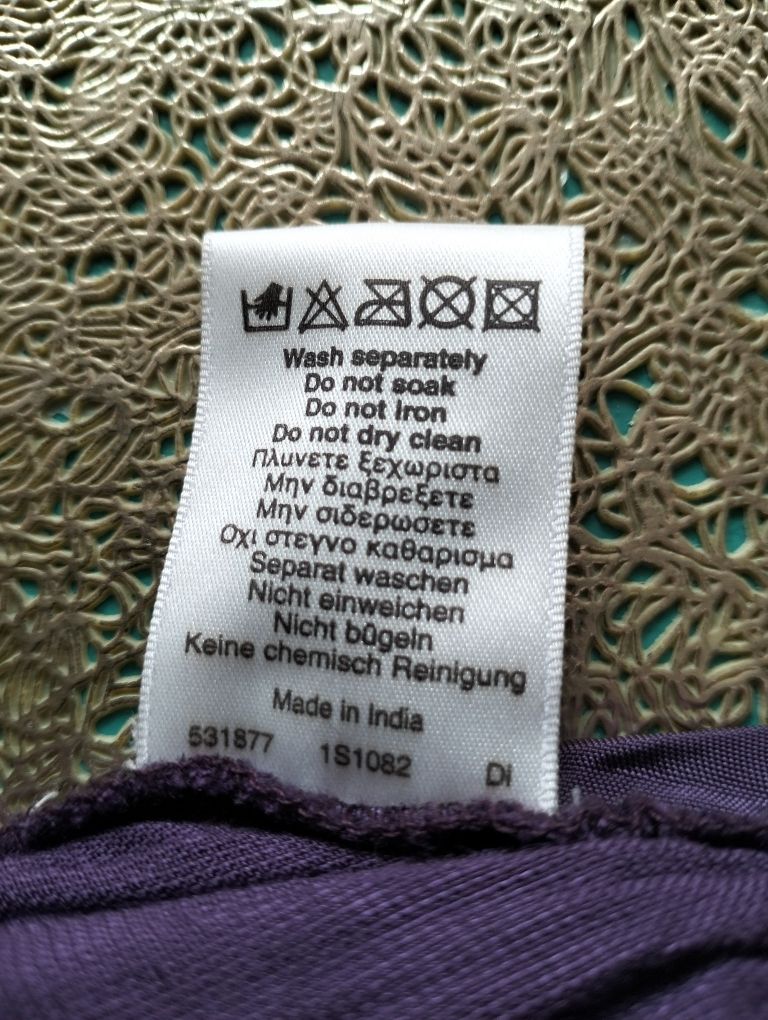 Wash separately
Do not soak
Do not Iron
Do not dry clean
Πλυνετε ξεχωριστα
Μην διαβρεξετε
Μην σιδερωσετε
Οχι στεγνο καθαρισμα
Separat waschen
Nicht einweichen
Nicht bûgeln
Keine chemisch Reinigung
Made in India
531877 1S1082 DI